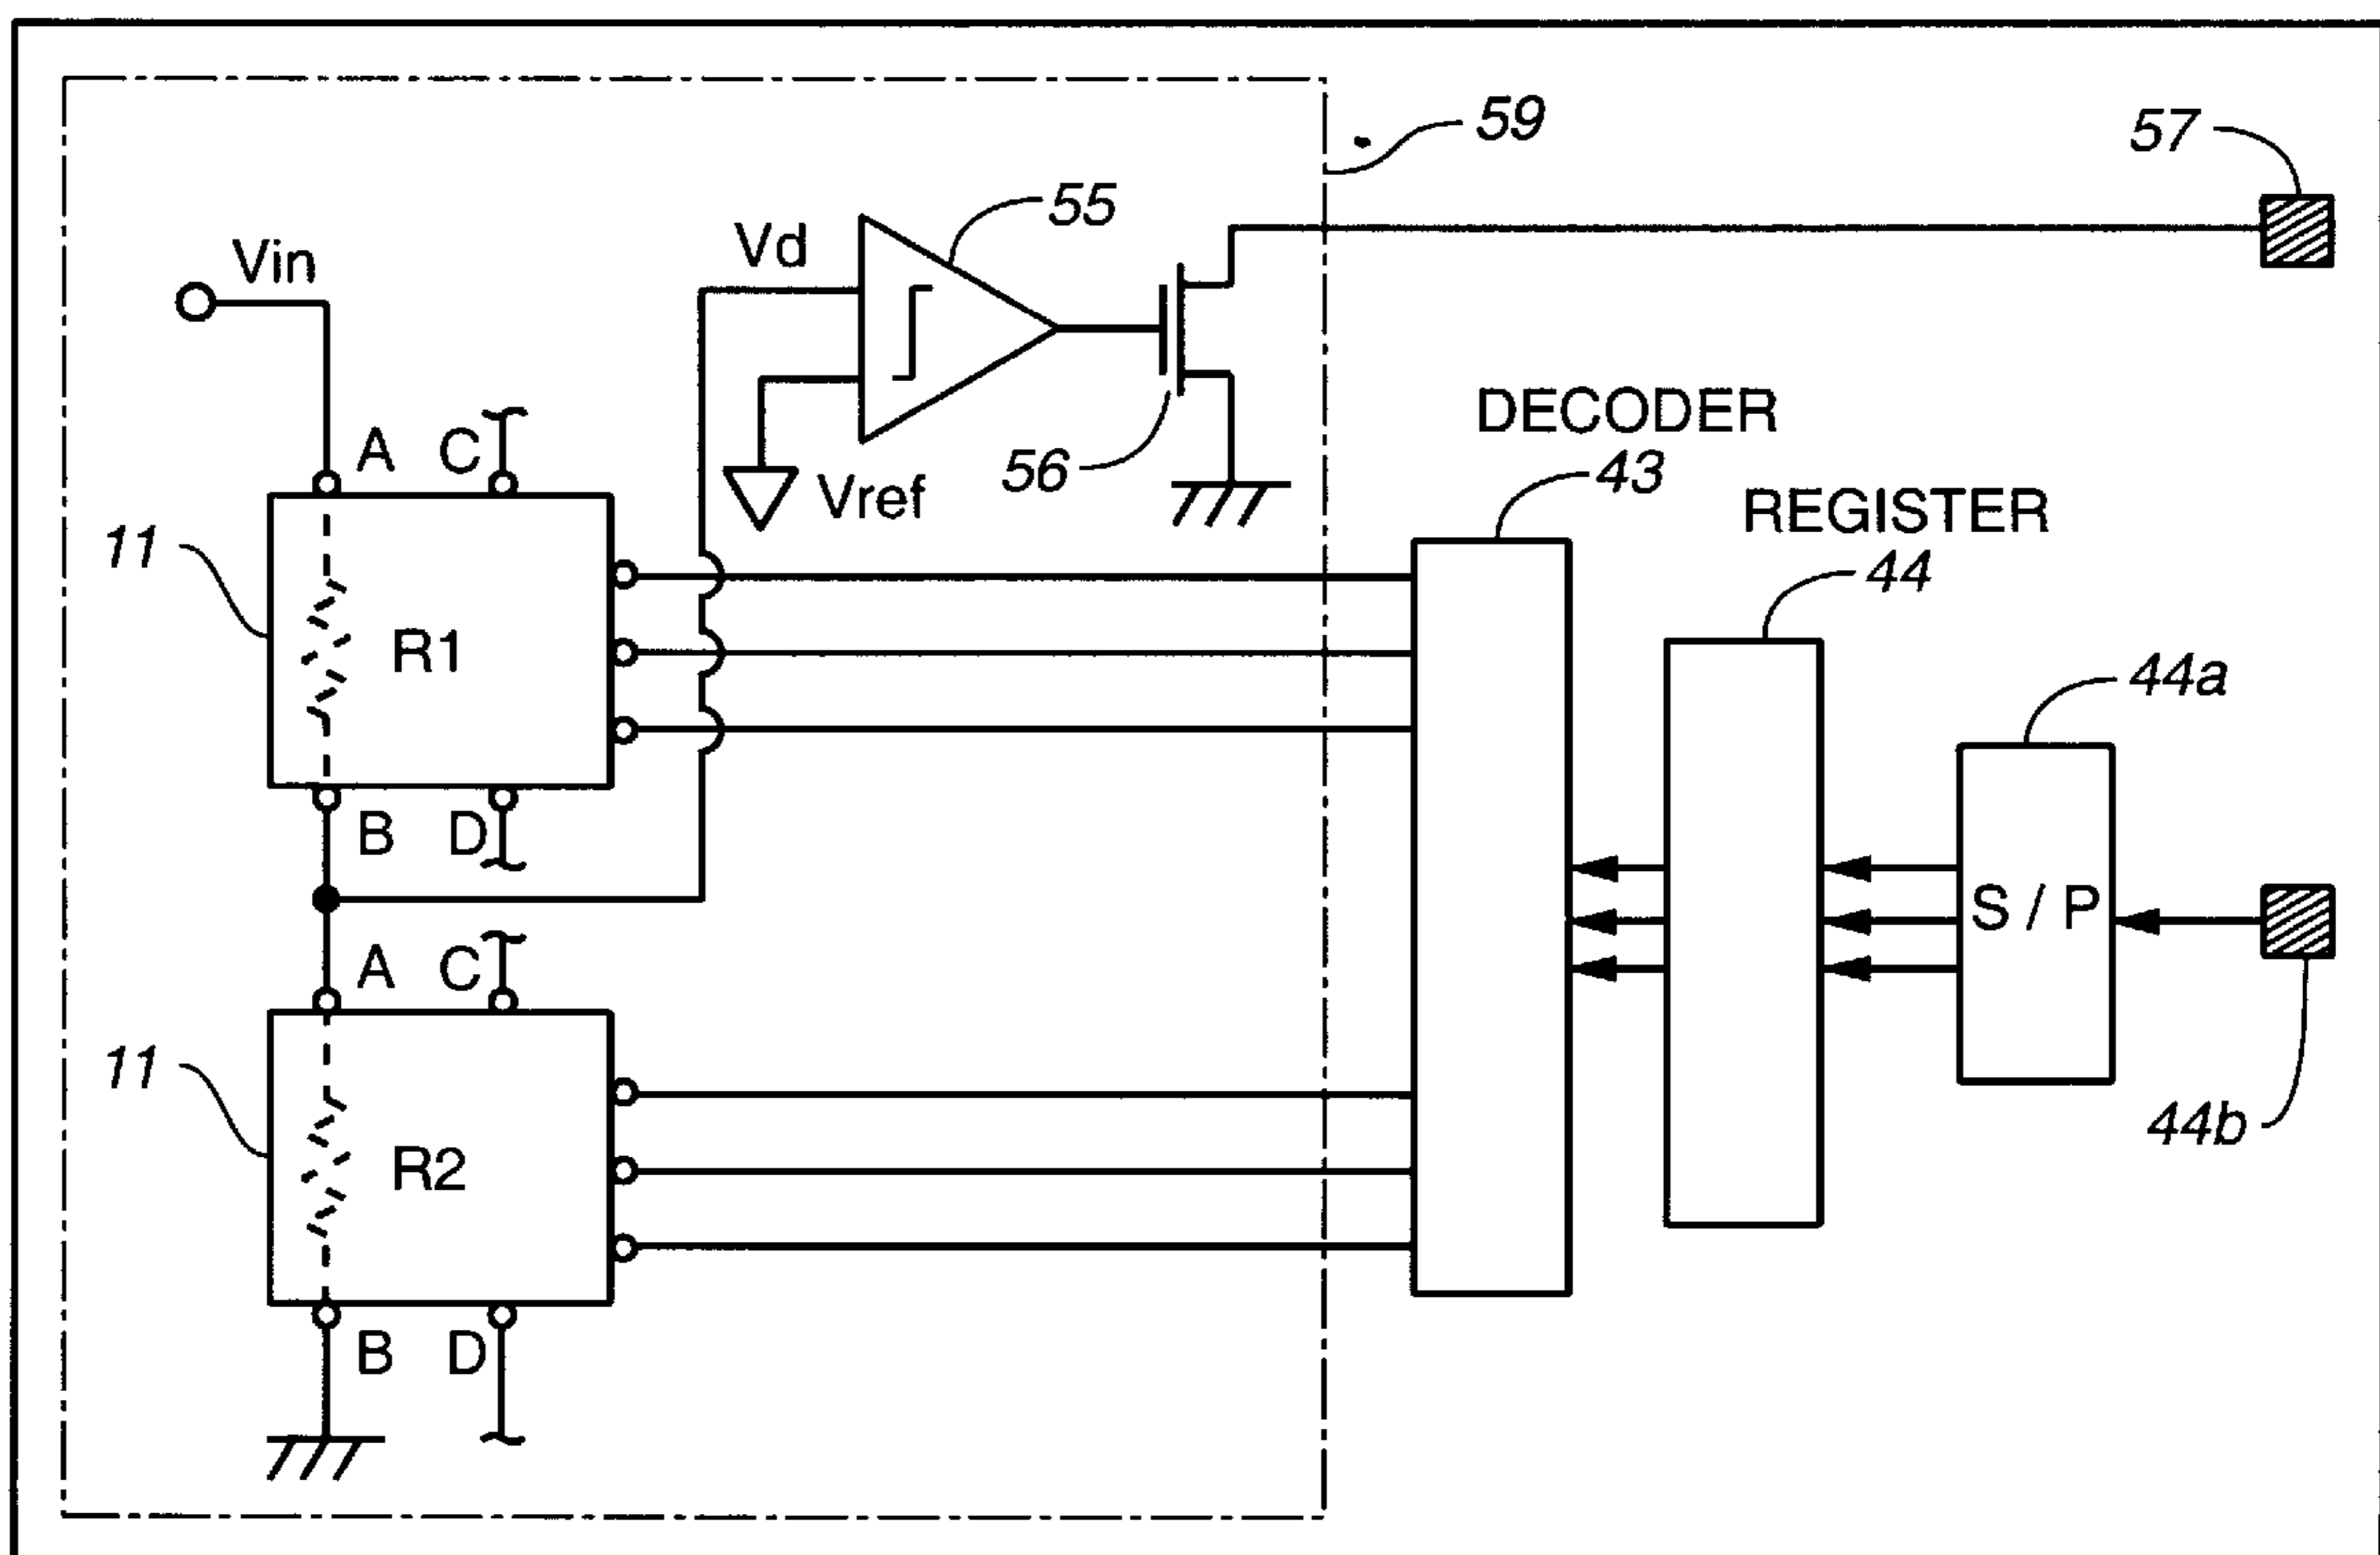 59
57
55
Vd
Vin
DECODER
43
A
C
56
Vref
REGISTER
44
11
R1
44a
B
D
S / P
A
C
11
R2
44b
B
D